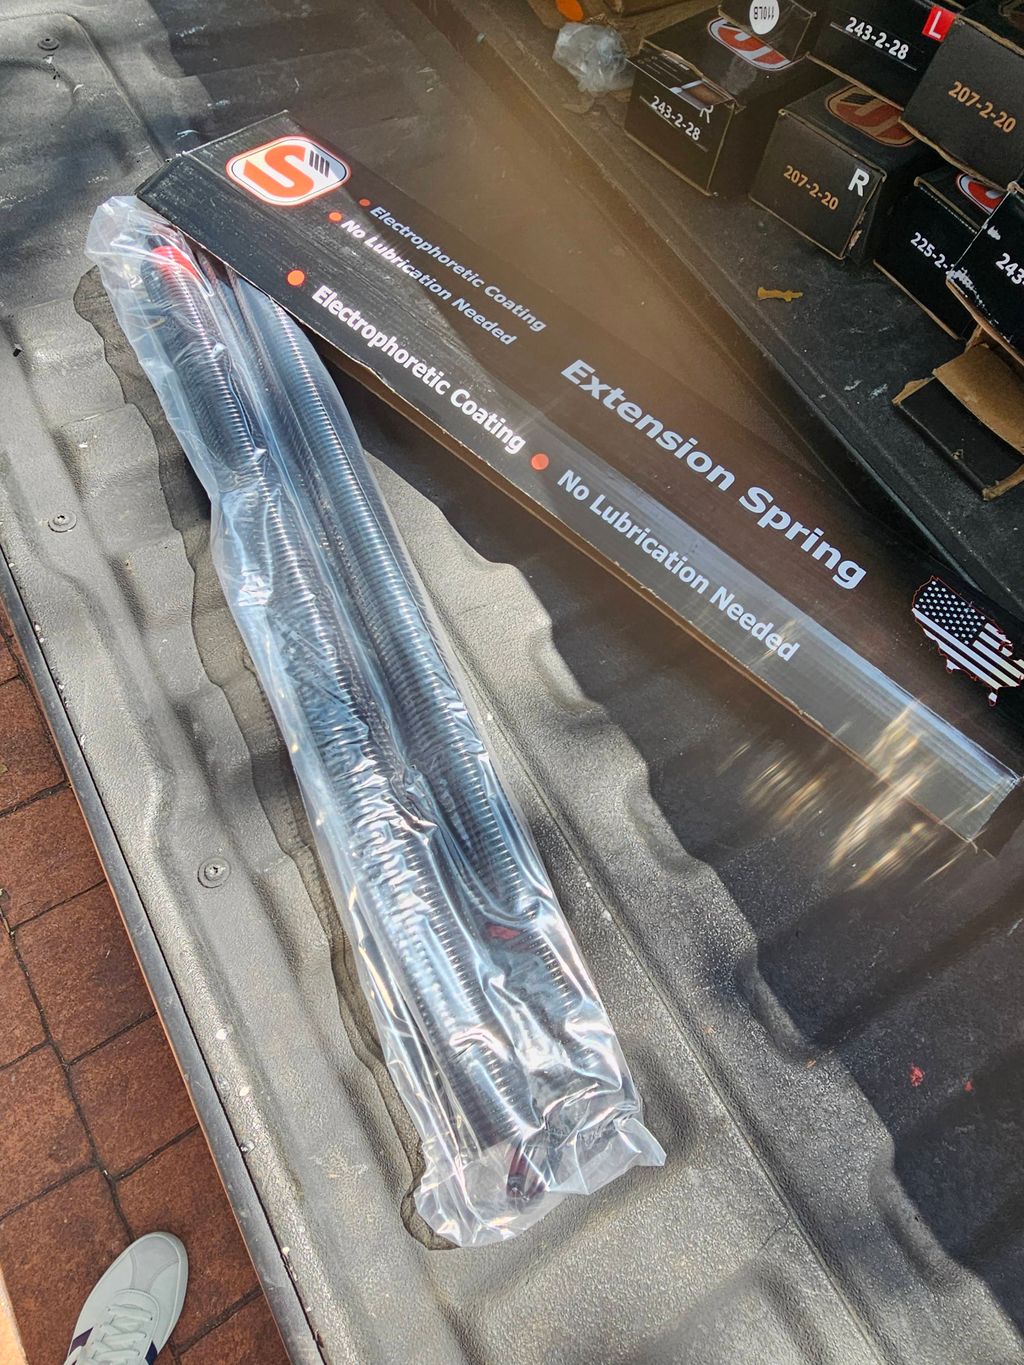 110LB
243-2-28
L
243-2-28
R
207-2-20
207-2-20
R
225-2-
243
S
Electrophoretic Coating
No Lubrication Needed
Electrophoretic Coating
No Lubrication Needed
Extension Spring